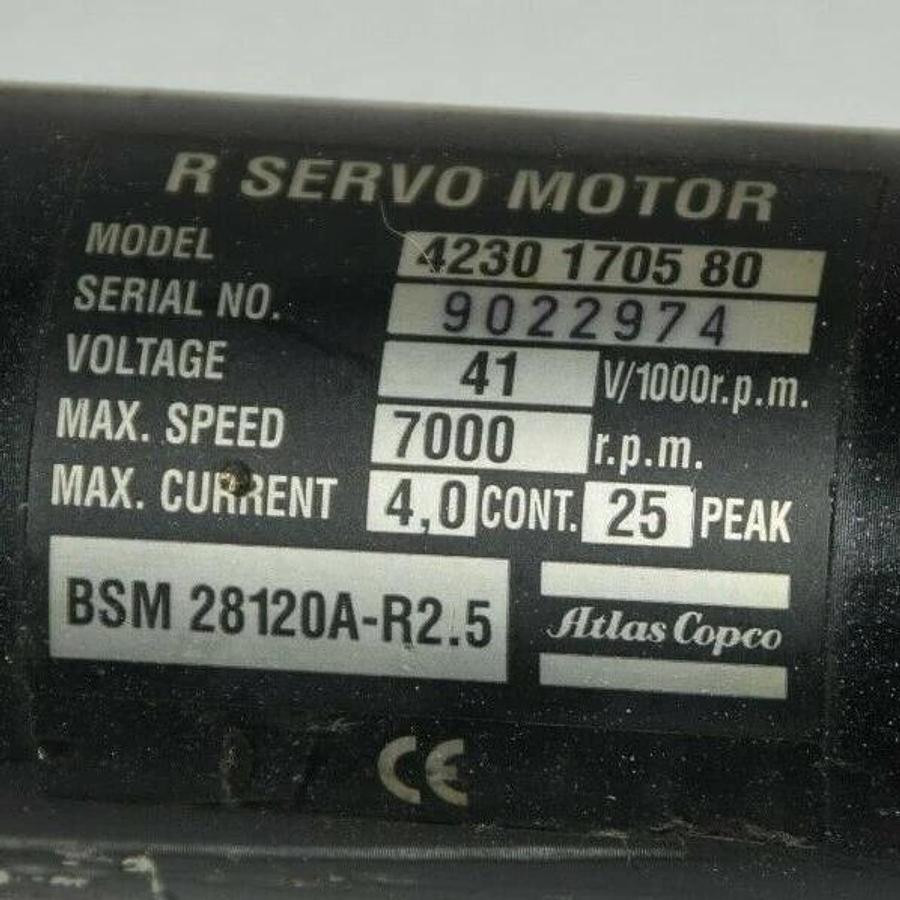 R SERVO MOTOR
MODEL 4230 1705 80
SERIAL NO. 9022974
VOLTAGE 41 V/1000r.p.m.
MAX. SPEED 7000 r.p.m.
MAX. CURRENT 4,0 CONT. 25 PEAK
BSM 28120A-R2.5
Atlas Copco
CE